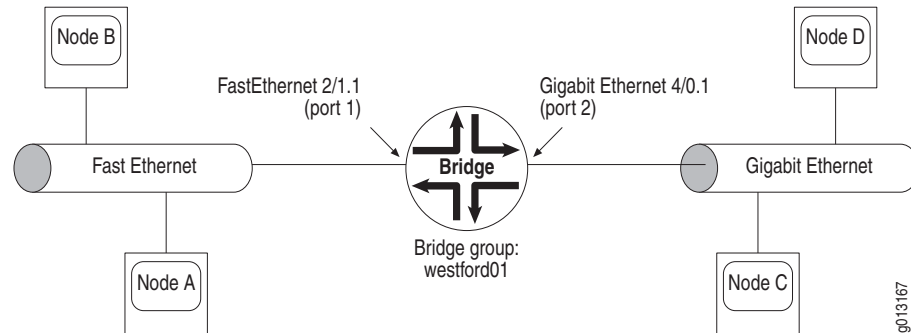 Node B
Node D
FastEthernet 2/1.1
(port 1)
Gigabit Ethernet 4/0.1
(port 2)
Fast Ethernet
Bridge
Gigabit Ethernet
Bridge group:
westford01
Node A
Node C
g013167